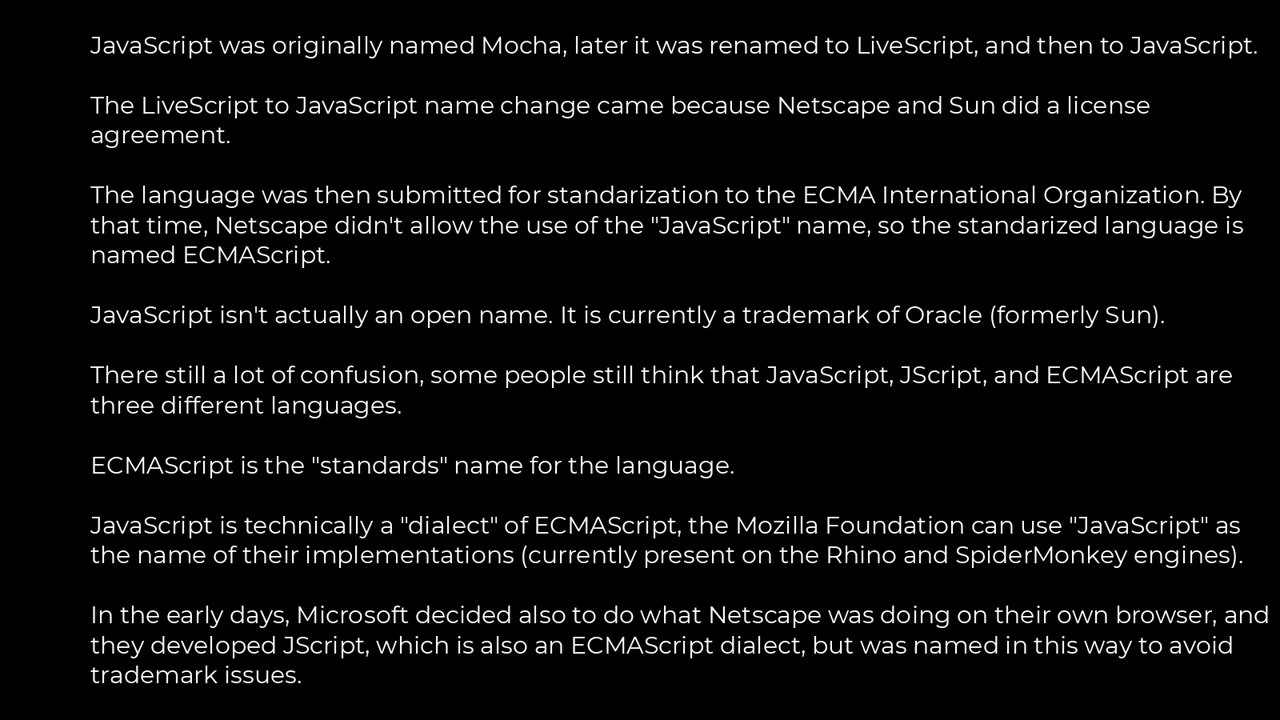 JavaScript was originally named Mocha, later it was renamed to LiveScript, and then to JavaScript.
The LiveScript to JavaScript name change came because Netscape and Sun did a license
agreement.
The language was then submitted for standarization to the ECMA International Organization. By
that time, Netscape didn't allow the use of the "JavaScript" name, so the standarized language is
named ECMAScript.
JavaScript isn't actually an open name. It is currently a trademark of Oracle (formerly Sun).
There still a lot of confusion, some people still think that JavaScript, JScript, and ECMAScript are
three different languages.
ECMAScript is the "standards" name for the language.
JavaScript is technically a "dialect" of ECMAScript, the Mozilla Foundation can use "JavaScript" as
the name of their implementations (currently present on the Rhino and SpiderMonkey engines).
In the early days, Microsoft decided also to do what Netscape was doing on their own browser, and
they developed JScript, which is also an ECMAScript dialect, but was named in this way to avoid
trademark issues.